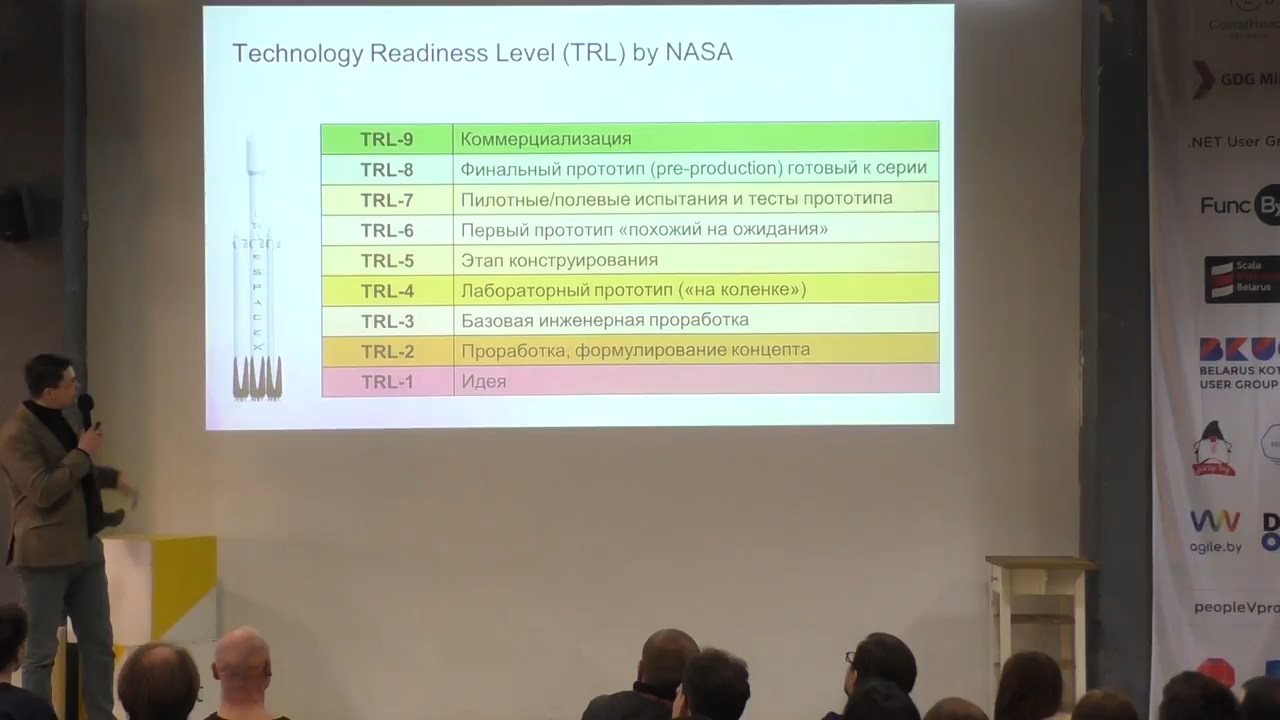 Technology Readiness Level (TRL) by NASA
TRL-9 Коммерциализация
TRL-8 Финальный прототип (pre-production) готовый к серии
TRL-7 Пилотные/полевые испытания и тесты прототипа
TRL-6 Первый прототип «похожий на ожидания»
TRL-5 Этап конструирования
TRL-4 Лабораторный прототип («на коленке»)
TRL-3 Базовая инженерная проработка
TRL-2 Проработка, формулирование концепта
TRL-1 Идея
SPACEX
GDG Mi
.NET User Gr
Func By
Scala
Belarus
BKU
BELARUS KOT
USER GROUP
agile.by
peopleVpro